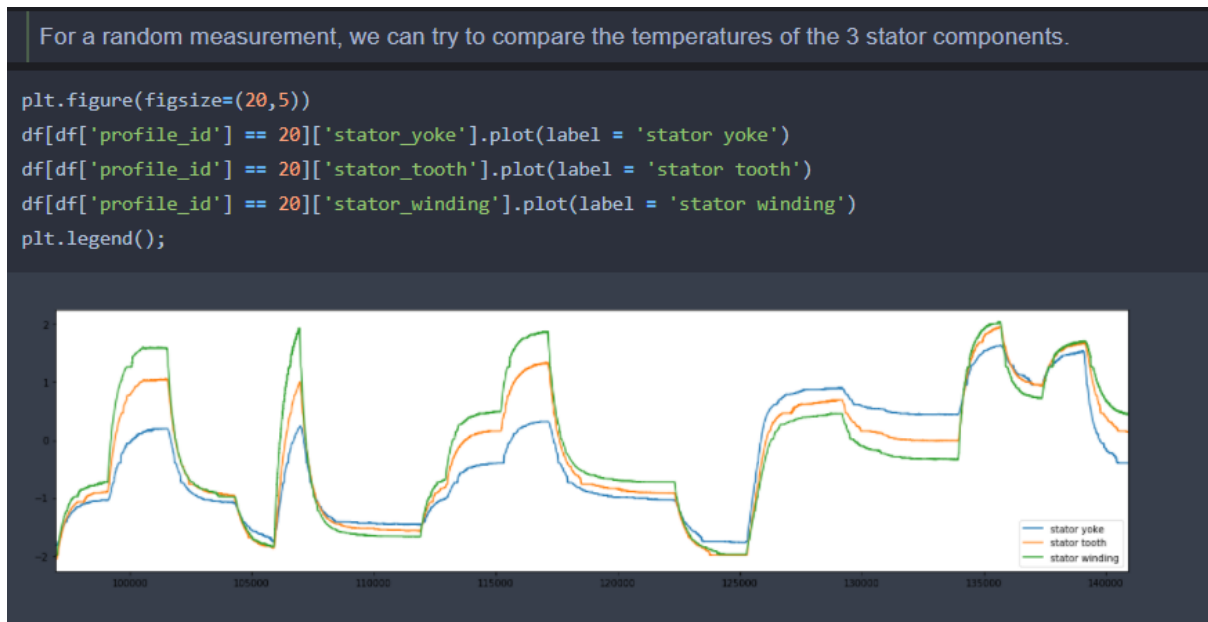 For a random measurement, we can try to compare the temperatures of the 3 stator components.
plt.figure(figsize=(20,5))
df[df['profile_id'] == 20]['stator_yoke'].plot(label = 'stator yoke')
df[df['profile_id'] == 20]['stator_tooth'].plot(label = 'stator tooth')
df[df['profile_id'] == 20]['stator_winding'].plot(label = 'stator winding')
plt.legend();
2
1
0
−1
−2
stator yoke
stator tooth
stator winding
100000 105000 110000 115000 120000 125000 130000 135000 140000